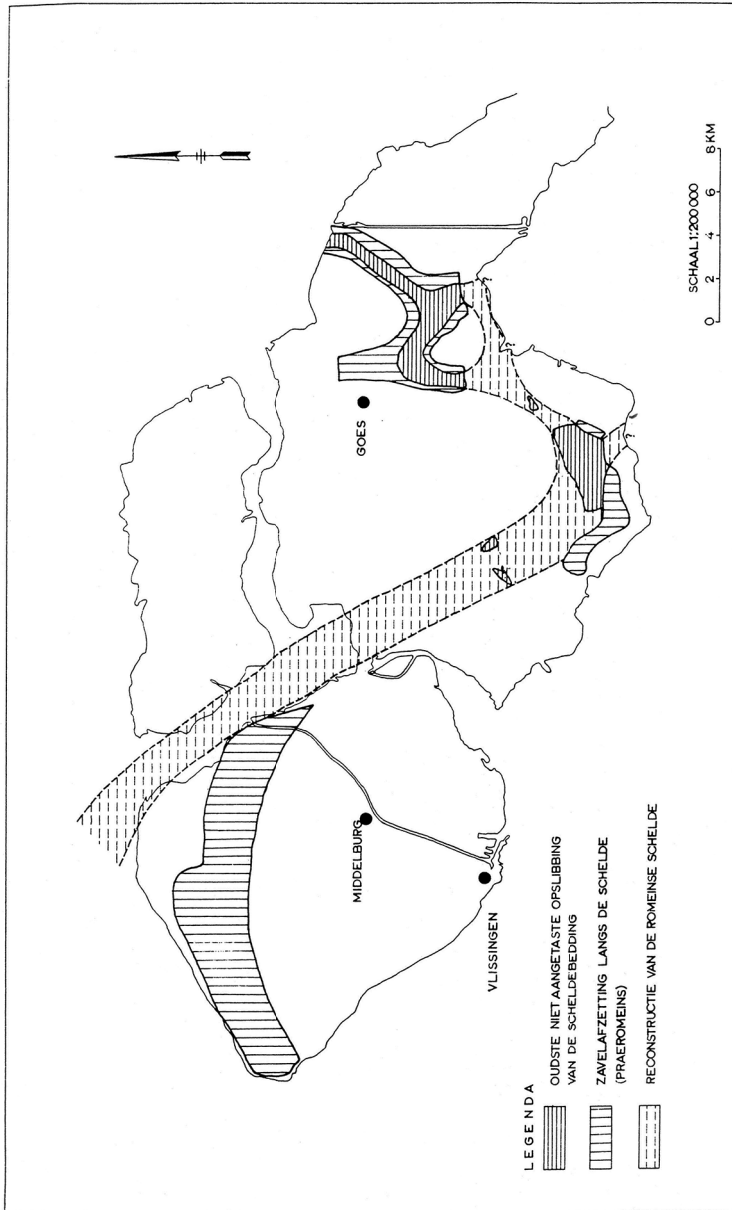 GOES
MIDDELBURG
VLISSINGEN
SCHAAL 1:200 000
0 2 4 6 8 KM
LEGENDA
OUDSTE NIET AANGETASTE OPSLIBBING
VAN DE SCHELDEBEDDING
ZAVELAFZETTING LANGS DE SCHELDE
(PRAEROMEINS)
RECONSTRUCTIE VAN DE ROMEINSE SCHELDE
?
?
?